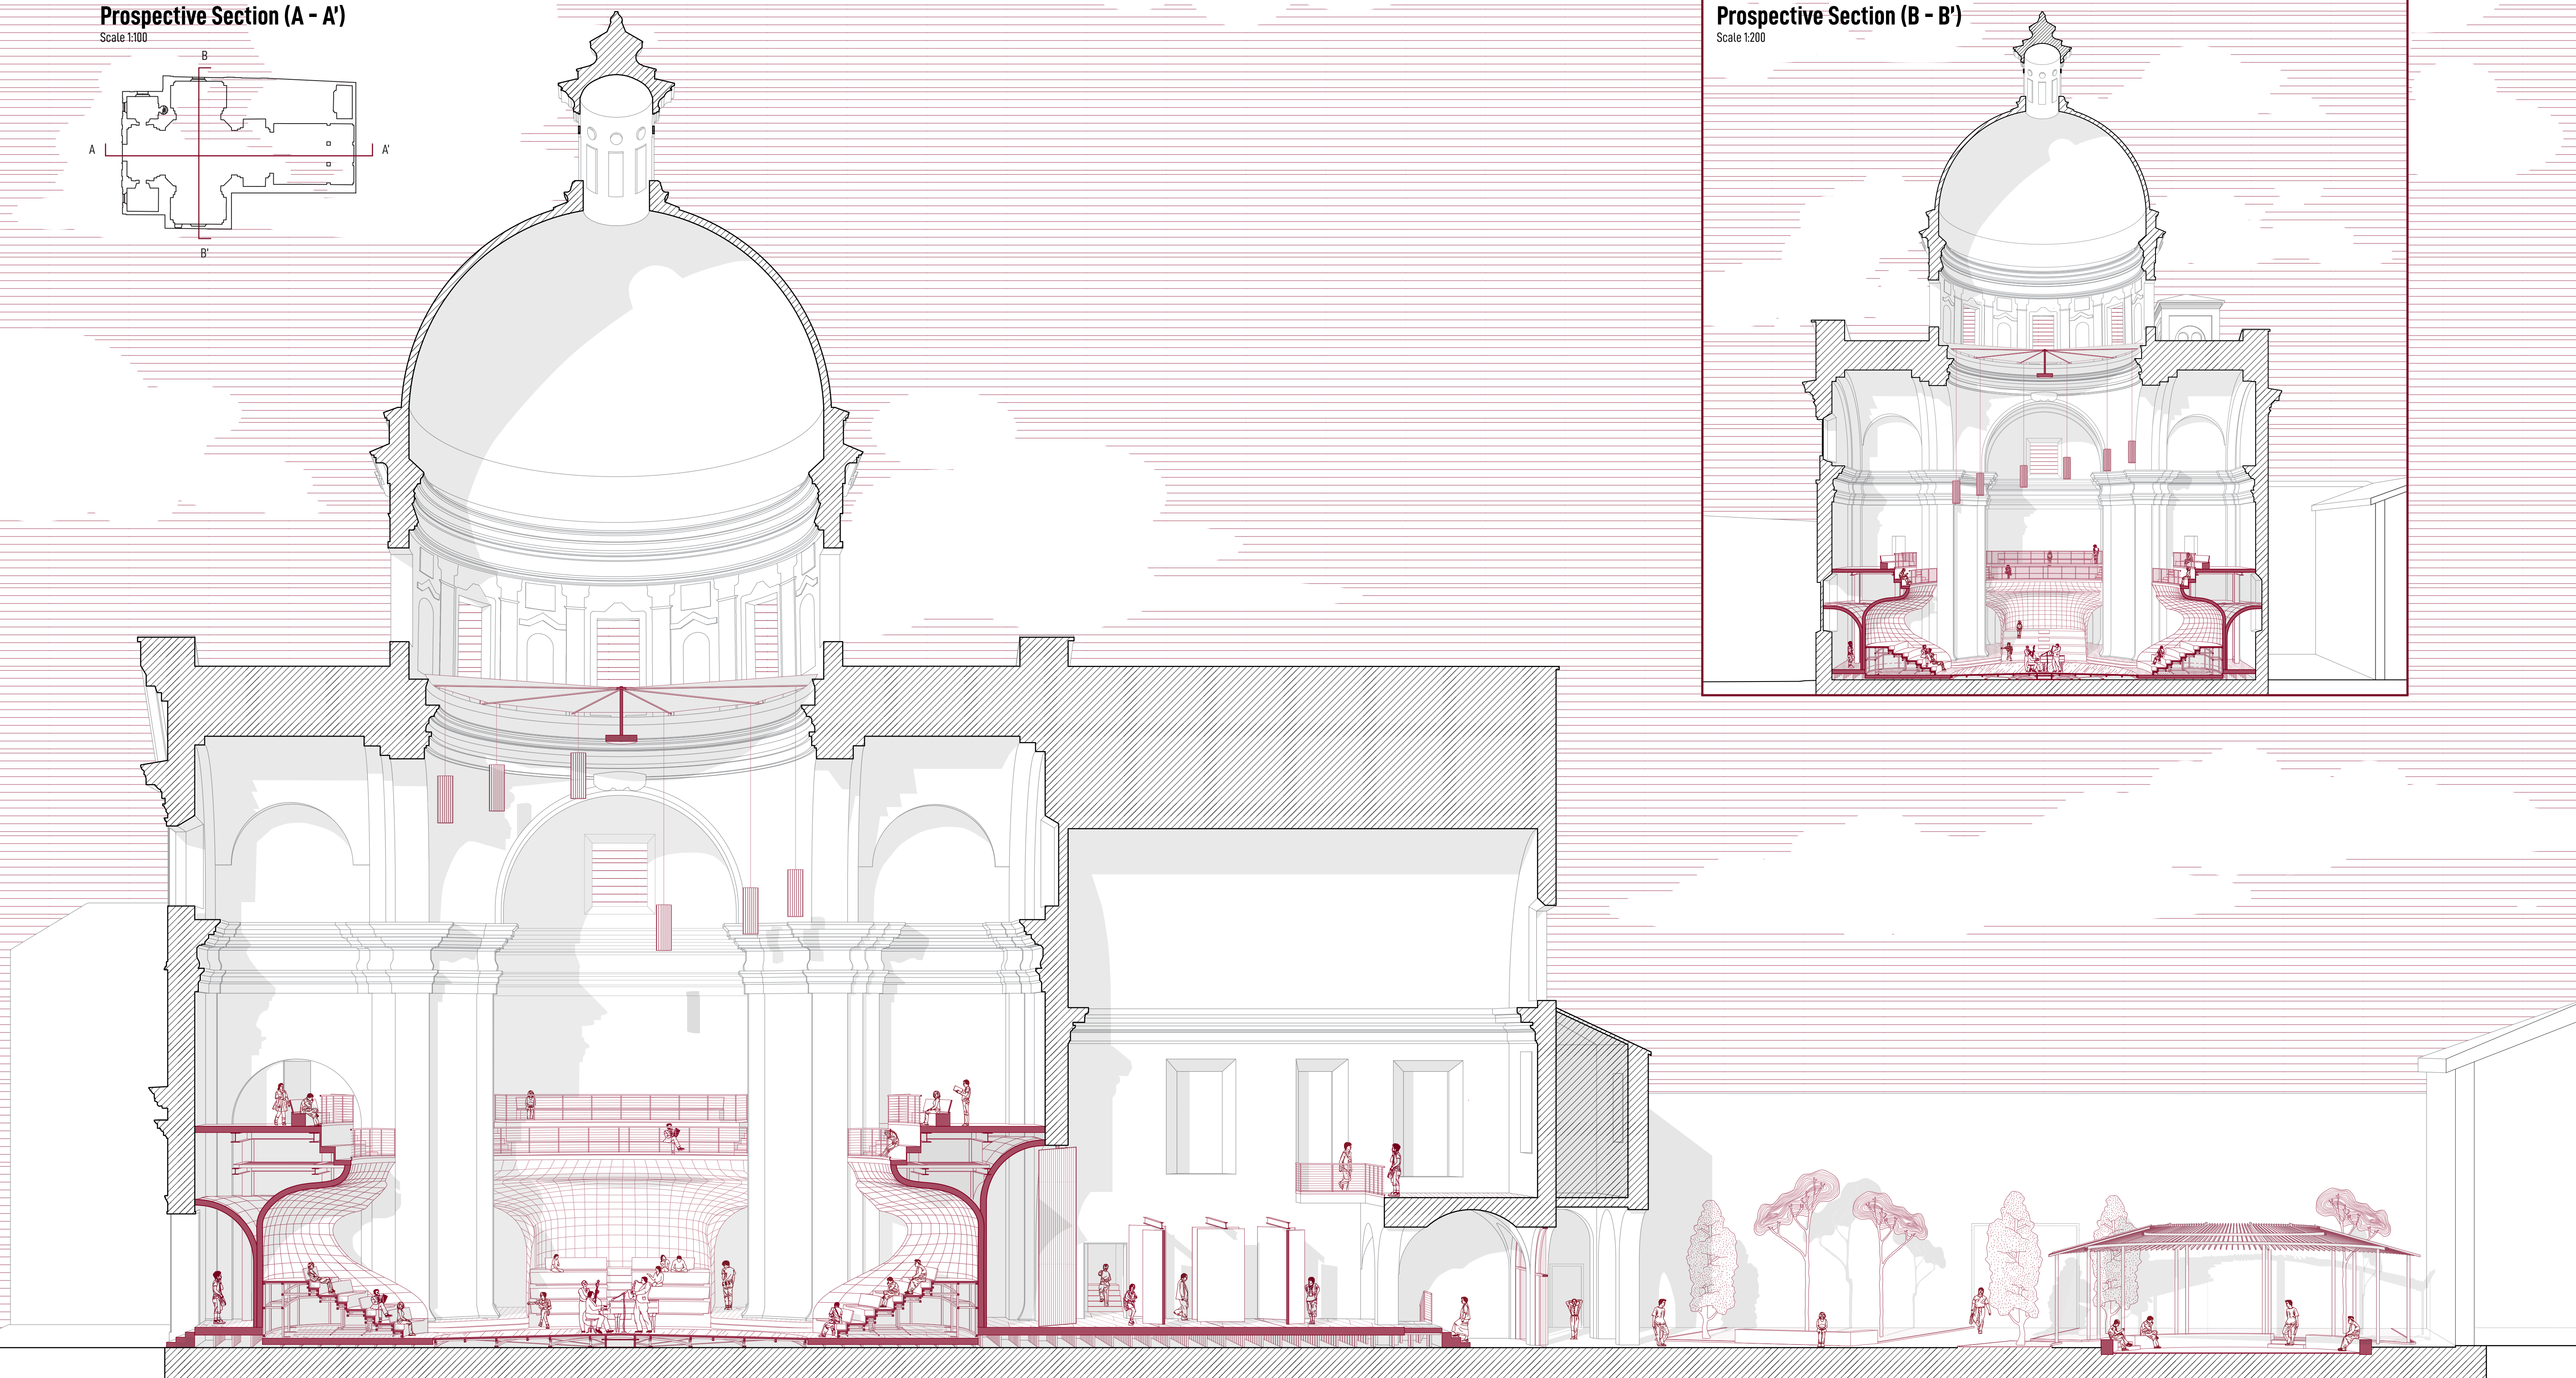 Prospective Section (A - A')
Scale 1:100
B
A
A'
B'
Prospective Section (B - B')
Scale 1:200